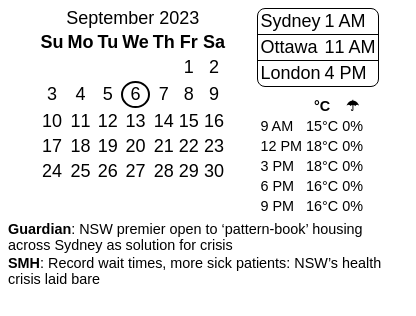 September 2023
Su Mo Tu We Th Fr Sa
1 2
3 4 5 6 7 8 9
10 11 12 13 14 15 16
17 18 19 20 21 22 23
24 25 26 27 28 29 30
Sydney 1 AM
Ottawa 11 AM
London 4 PM
°C ☂
9 AM 15°C 0%
12 PM 18°C 0%
3 PM 18°C 0%
6 PM 16°C 0%
9 PM 16°C 0%
Guardian: NSW premier open to ‘pattern-book’ housing
across Sydney as solution for crisis
SMH: Record wait times, more sick patients: NSW’s health
crisis laid bare